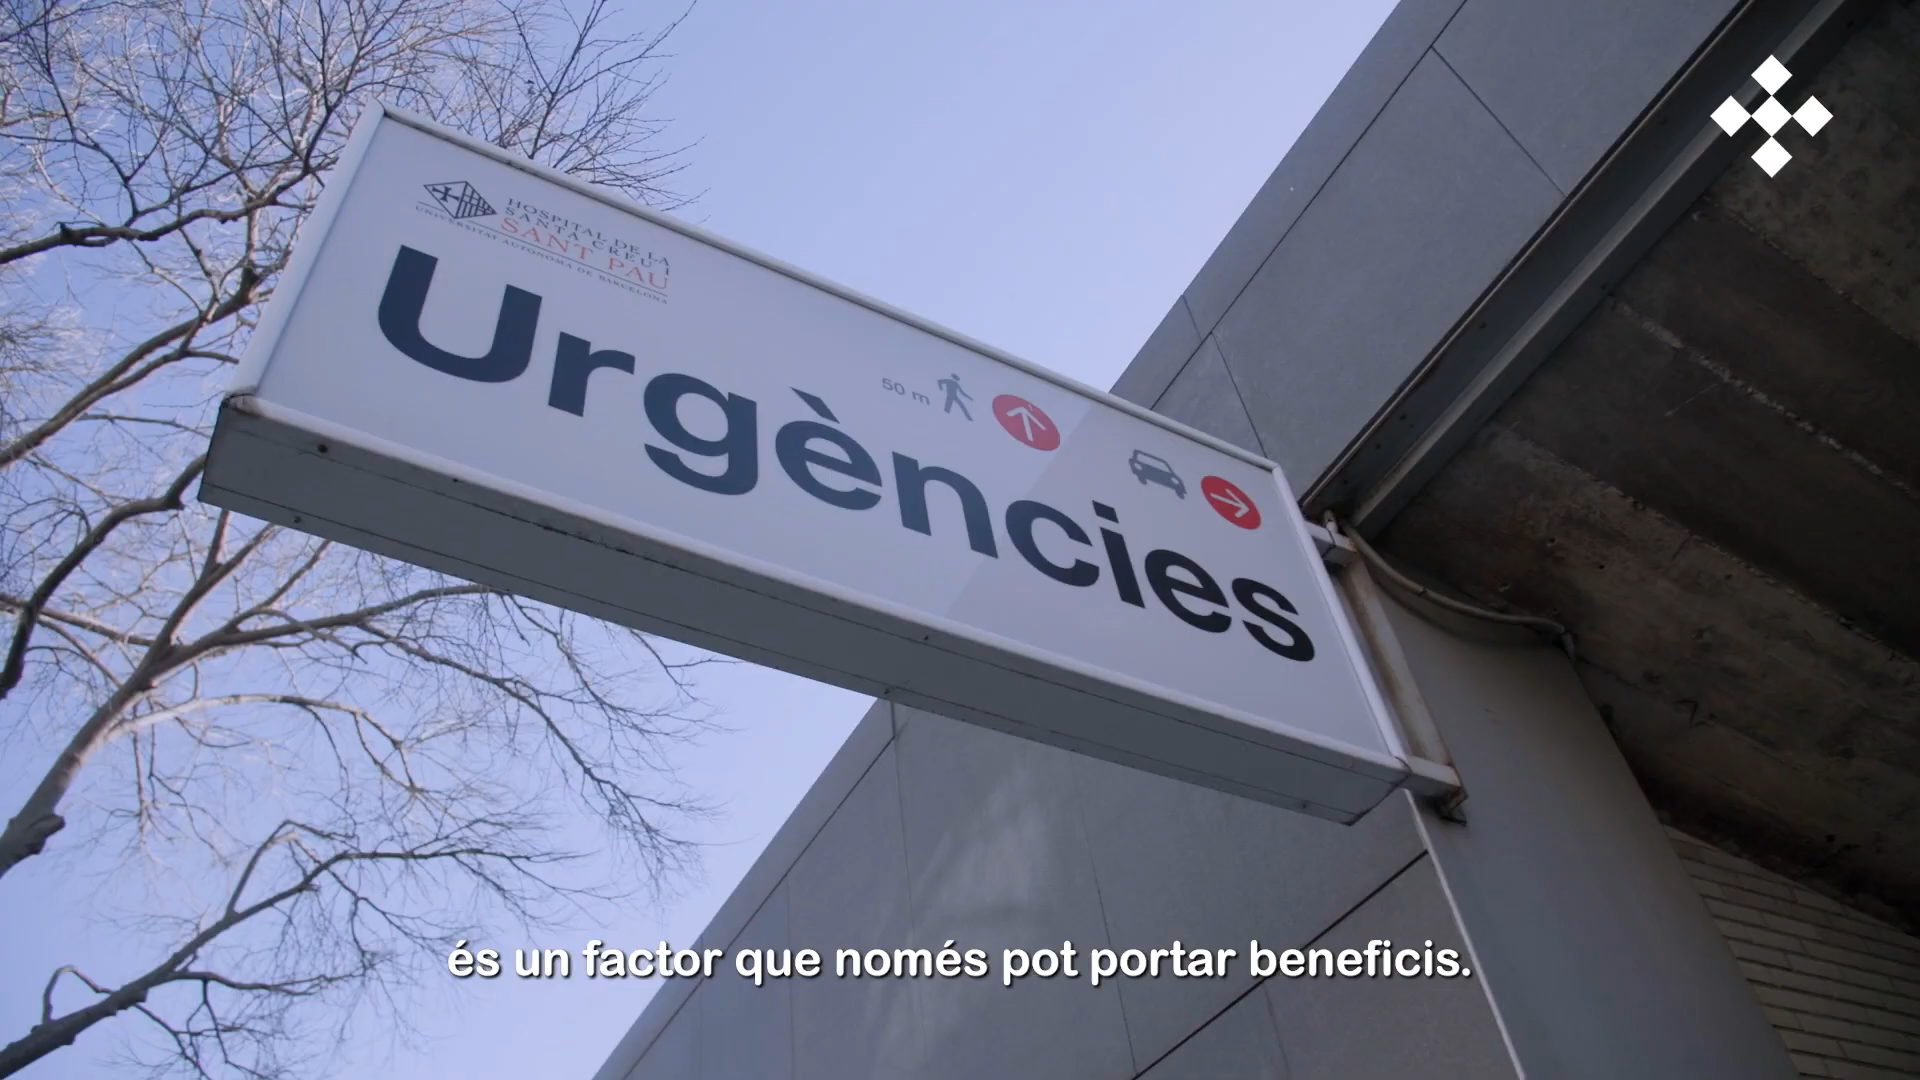 HOSPITAL DE LA
SANTA CREU I
SANT PAU
UNIVERSITAT AUTÒNOMA DE BARCELONA
Urgències
50 m
és un factor que només pot portar beneficis.